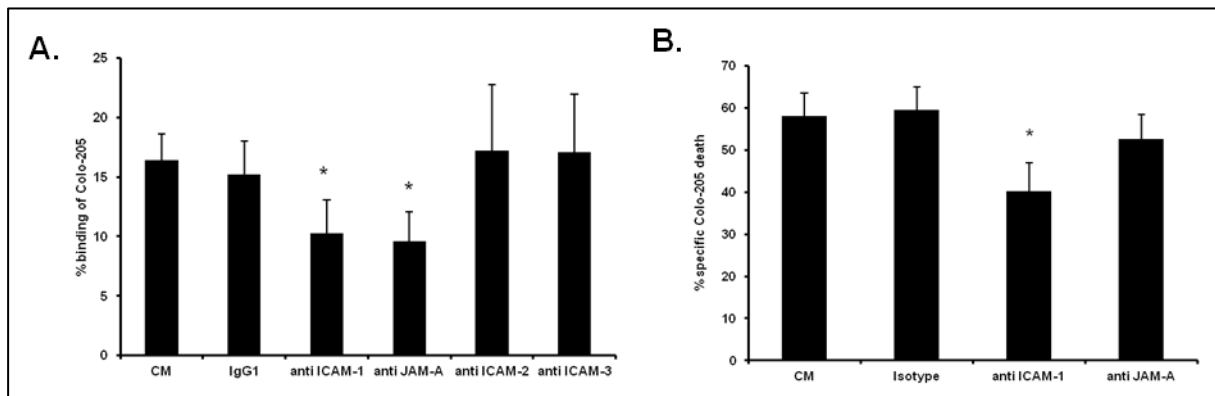 A.
% binding of Colo-205
25
20
15
10
5
0
*
*
CM IgG1 anti ICAM-1 anti JAM-A anti ICAM-2 anti ICAM-3
B.
% specific Colo-205 death
70
60
50
40
30
20
10
0
*
CM Isotype anti ICAM-1 anti JAM-A